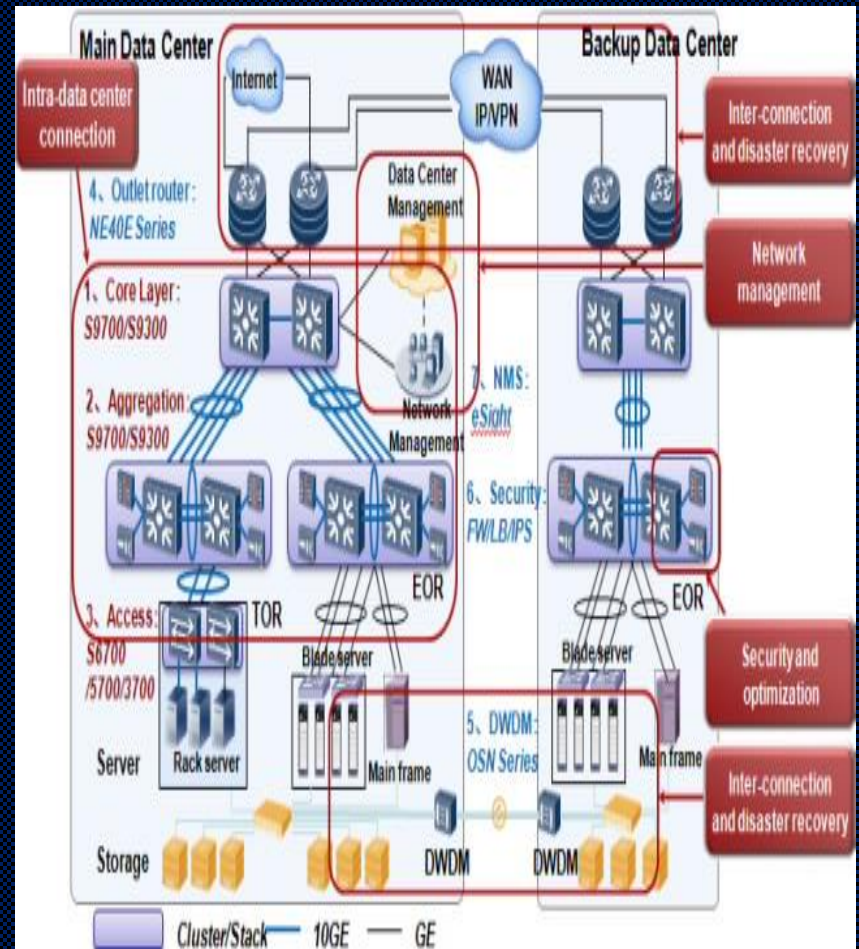 Main Data Center
Backup Data Center
Internet
WAN
IP/VPN
Intra-data center
connection
Inter-connection
and disaster recovery
4、Outlet router:
NE40E Series
Data Center
Management
Network
management
1、Core Layer:
S9700/S9300
2、Aggregation:
S9700/S9300
7、NMS:
eSight
Network
Management
6、Security:
FW/LB/IPS
EOR
EOR
3、Access:
S6700
/5700/3700
TOR
Blade server
Blade server
Security and
optimization
5、DWDM:
OSN Series
Server
Rack server
Main frame
Main frame
Inter-connection
and disaster recovery
Storage
DWDM
DWDM
Cluster/Stack
10GE
GE